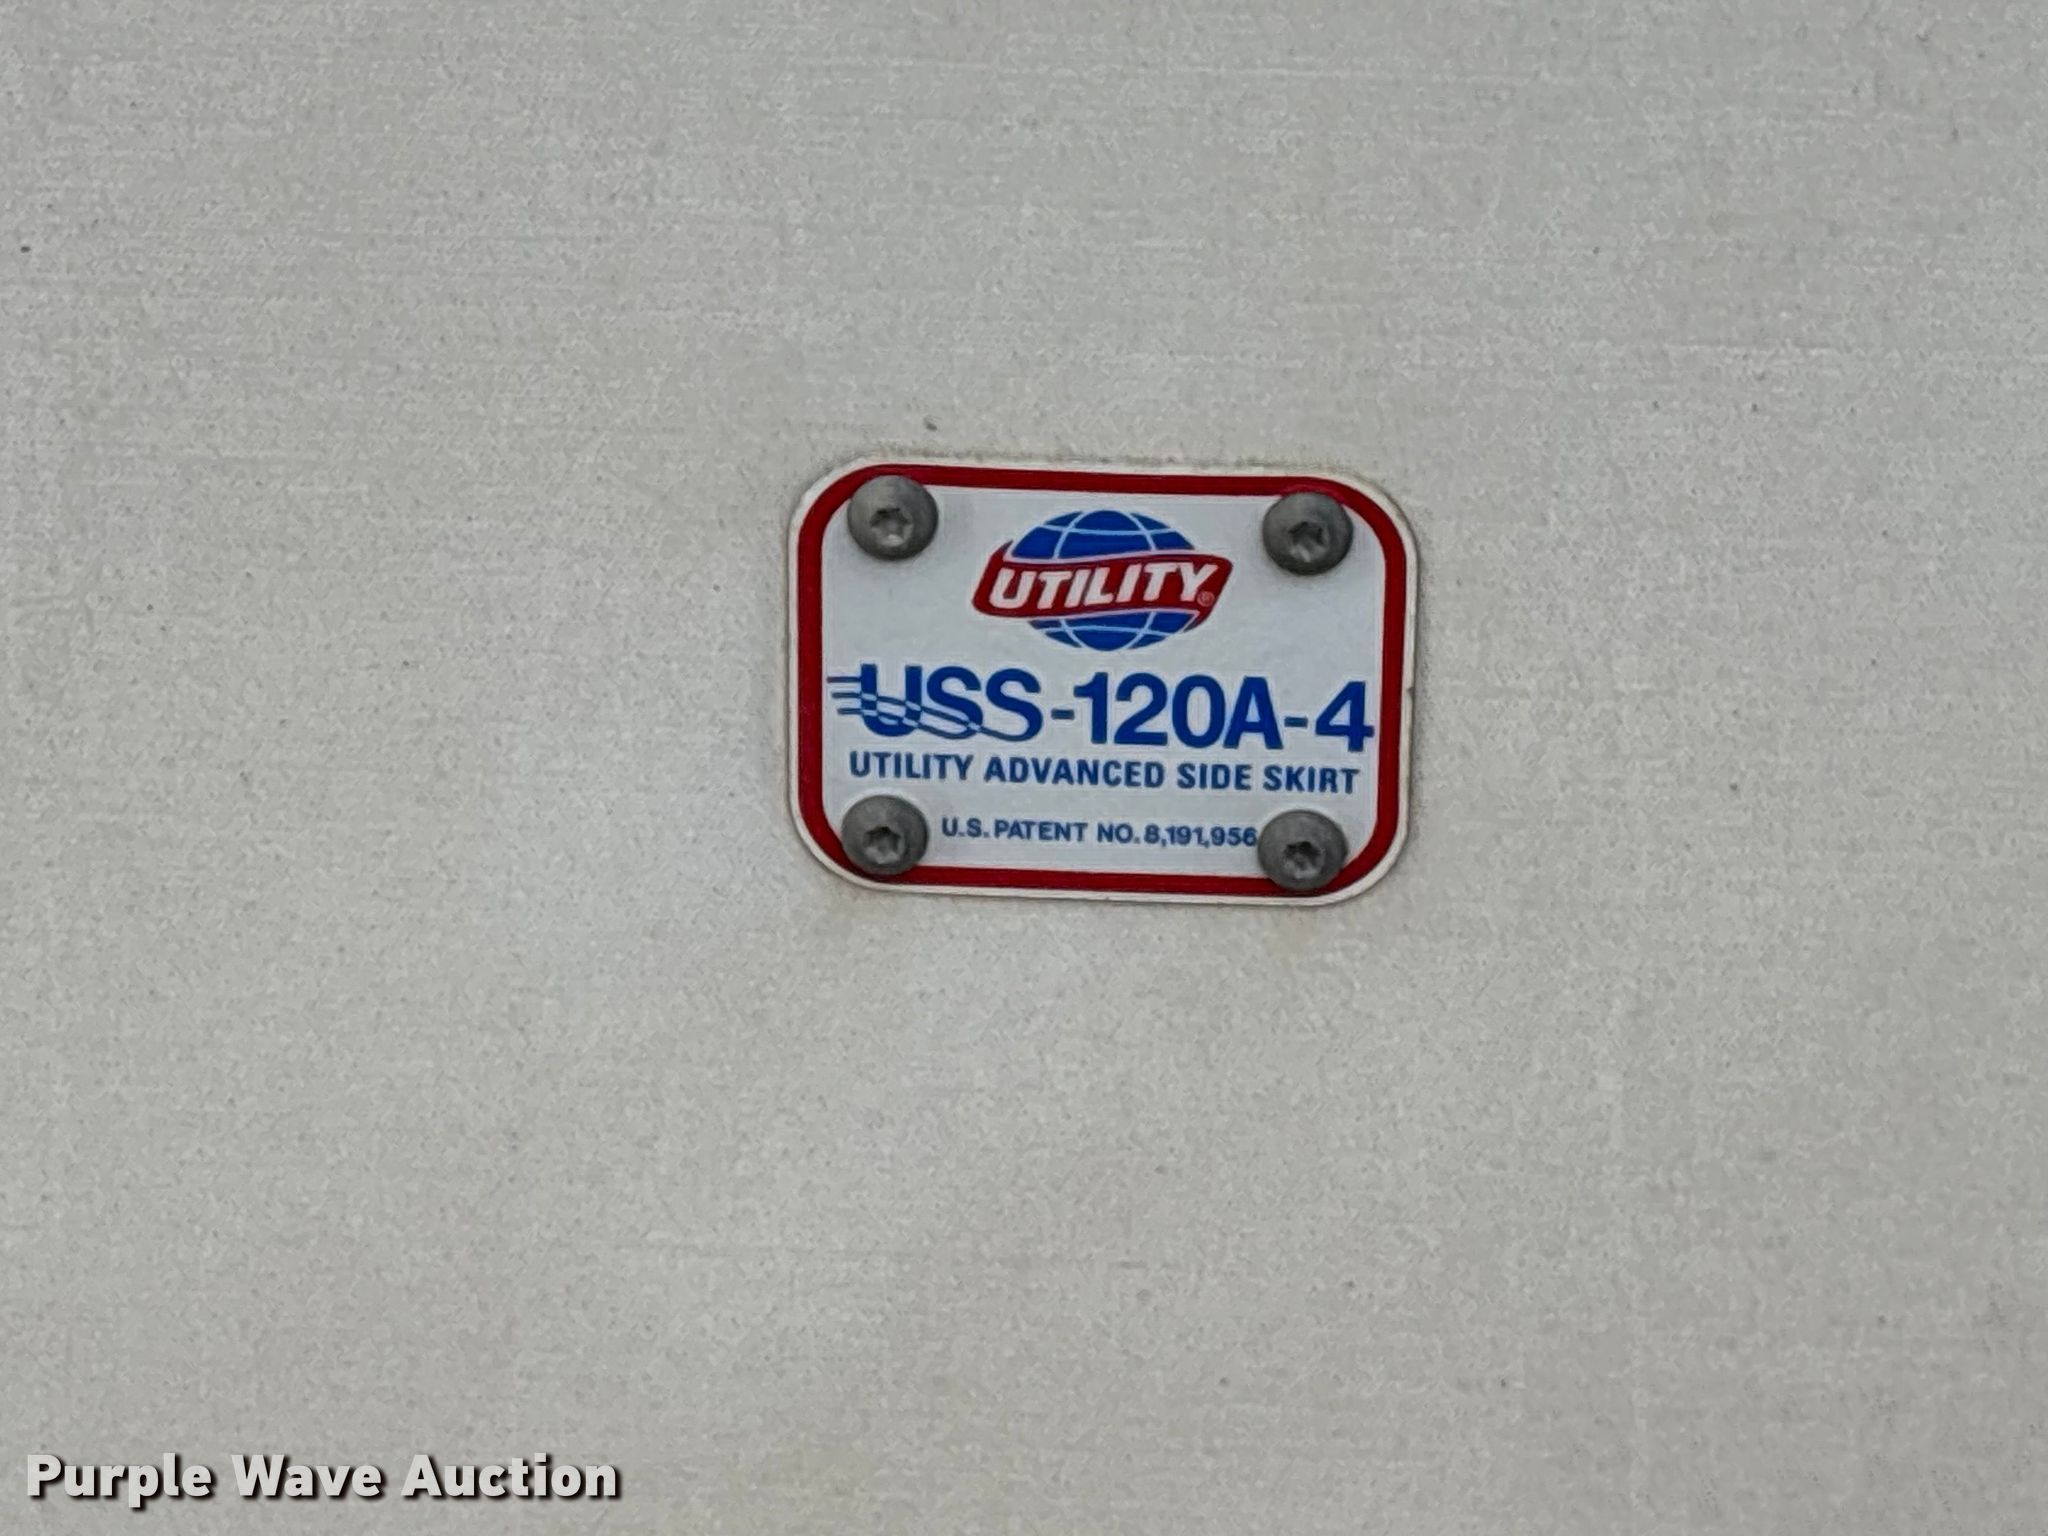 UTILITY®
USS-120A-4
UTILITY ADVANCED SIDE SKIRT
U.S. PATENT NO. 8,191,956
Purple Wave Auction